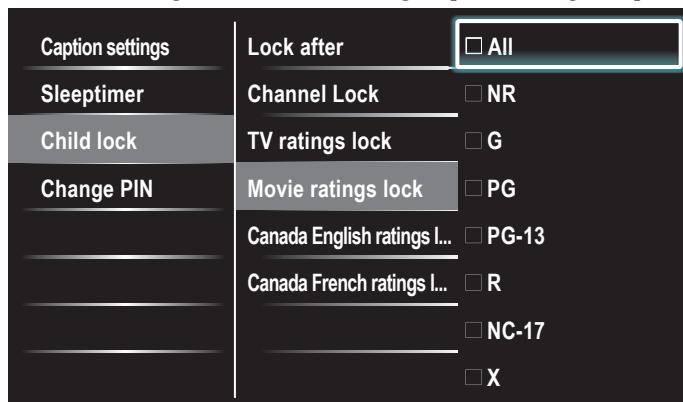 Caption settings
Sleeptimer
Child lock
Change PIN
Lock after
Channel Lock
TV ratings lock
Movie ratings lock
Canada English ratings l...
Canada French ratings l...
All
NR
G
PG
PG-13
R
NC-17
X